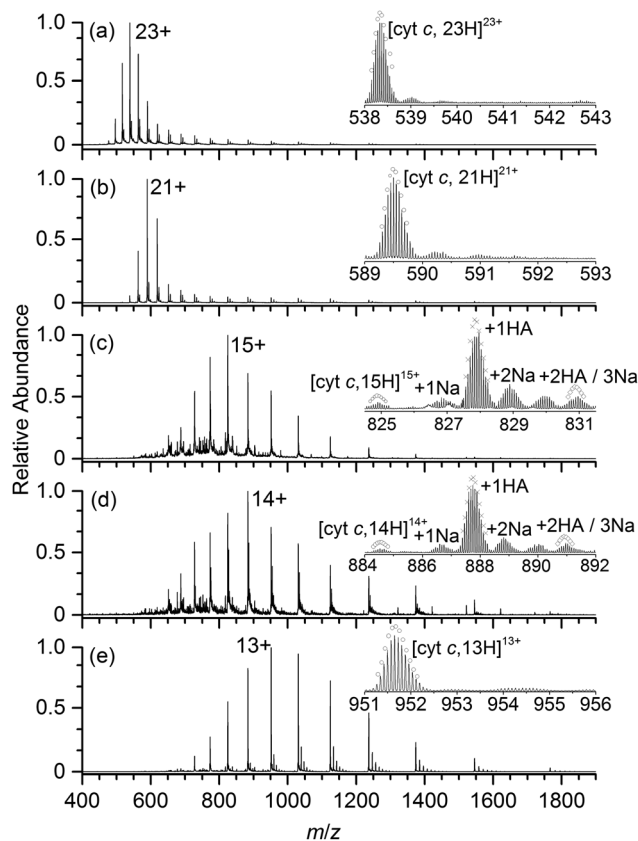 Relative Abundance
(a)
23+
[cyt c, 23H]23+
1.0
0.5
0
538 539 540 541 542 543
(b)
21+
[cyt c, 21H]21+
1.0
0.5
0
589 590 591 592 593
(c)
15+
[cyt c,15H]15+
+1Na
+1HA
+2Na
+2HA / 3Na
1.0
0.5
0
825 827 829 831
(d)
14+
[cyt c,14H]14+
+1Na
+1HA
+2Na
+2HA / 3Na
1.0
0.5
0
884 886 888 890 892
(e)
13+
[cyt c,13H]13+
1.0
0.5
0
951 952 953 954 955 956
400 600 800 1000 1200 1400 1600 1800
m/z